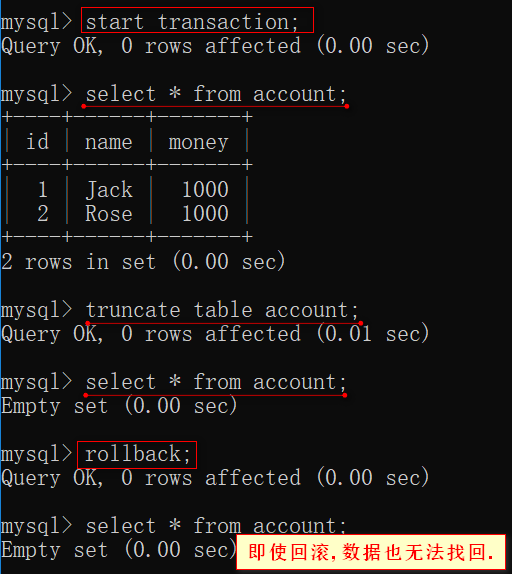 mysql> start transaction;
Query OK, 0 rows affected (0.00 sec)
mysql> select * from account;
+----+------+-------+
| id | name | money |
+----+------+-------+
|  1 | Jack |  1000 |
|  2 | Rose |  1000 |
+----+------+-------+
2 rows in set (0.00 sec)
mysql> truncate table account;
Query OK, 0 rows affected (0.01 sec)
mysql> select * from account;
Empty set (0.00 sec)
mysql> rollback;
Query OK, 0 rows affected (0.00 sec)
mysql> select * from account;
Empty set (0.00 sec)
即使回滚,数据也无法找回.